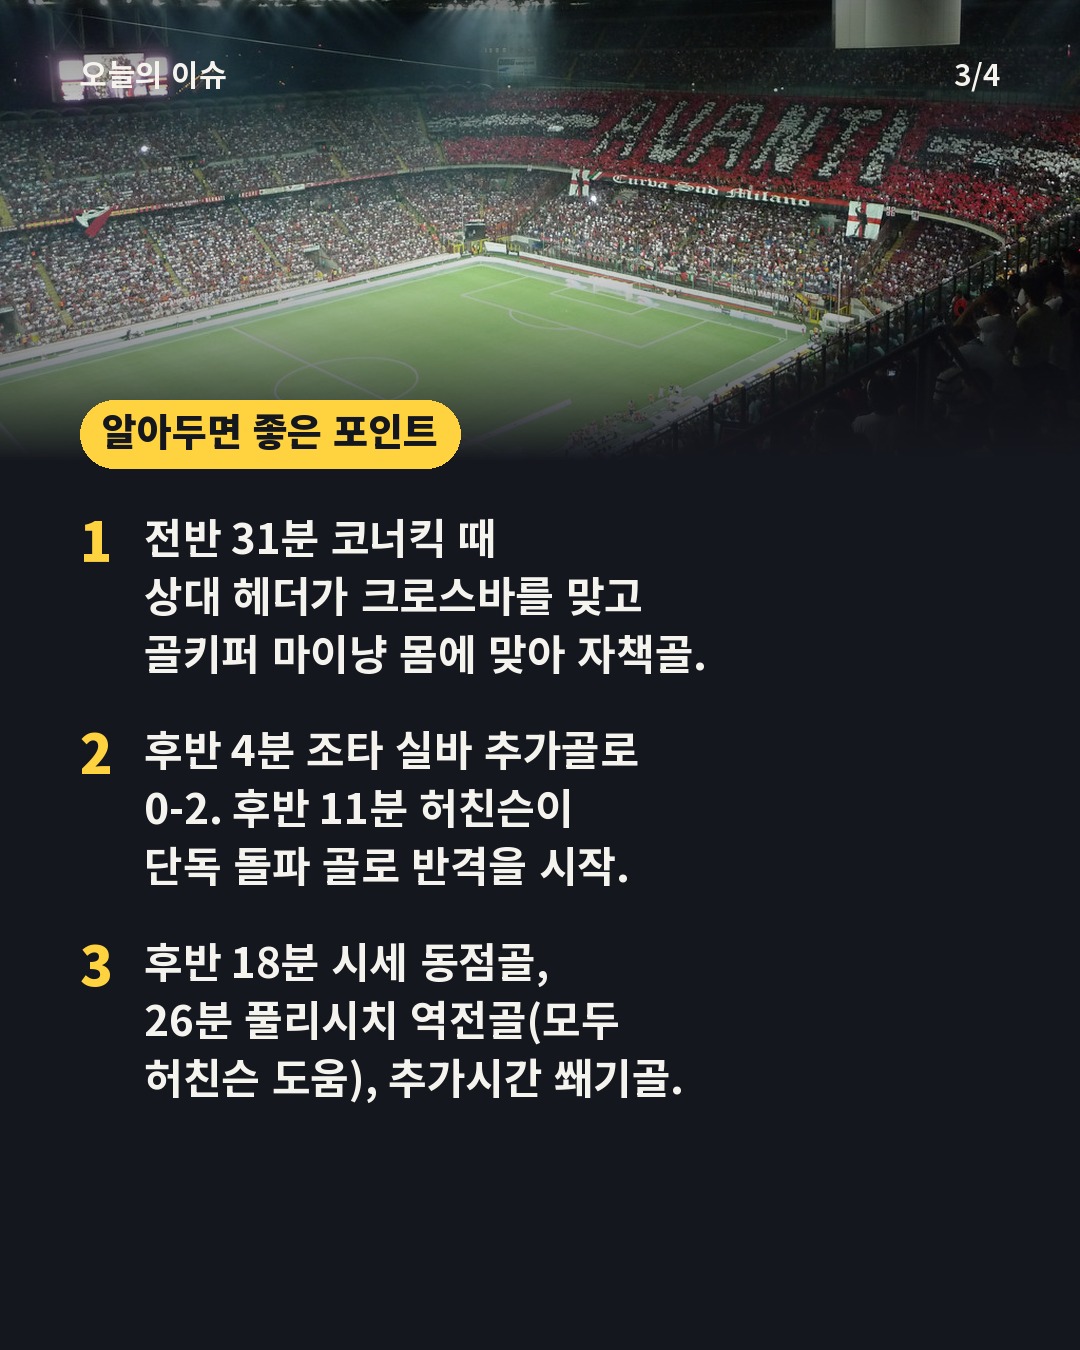 오늘의 이슈
3/4
AVANTI
Curva Sud Milano
알아두면 좋은 포인트
1 전반 31분 코너킥 때
상대 헤더가 크로스바를 맞고
골키퍼 마이냥 몸에 맞아 자책골.
2 후반 4분 조타 실바 추가골로
0-2. 후반 11분 허친슨이
단독 돌파 골로 반격을 시작.
3 후반 18분 시세 동점골,
26분 풀리시치 역전골(모두
허친슨 도움), 추가시간 쐐기골.